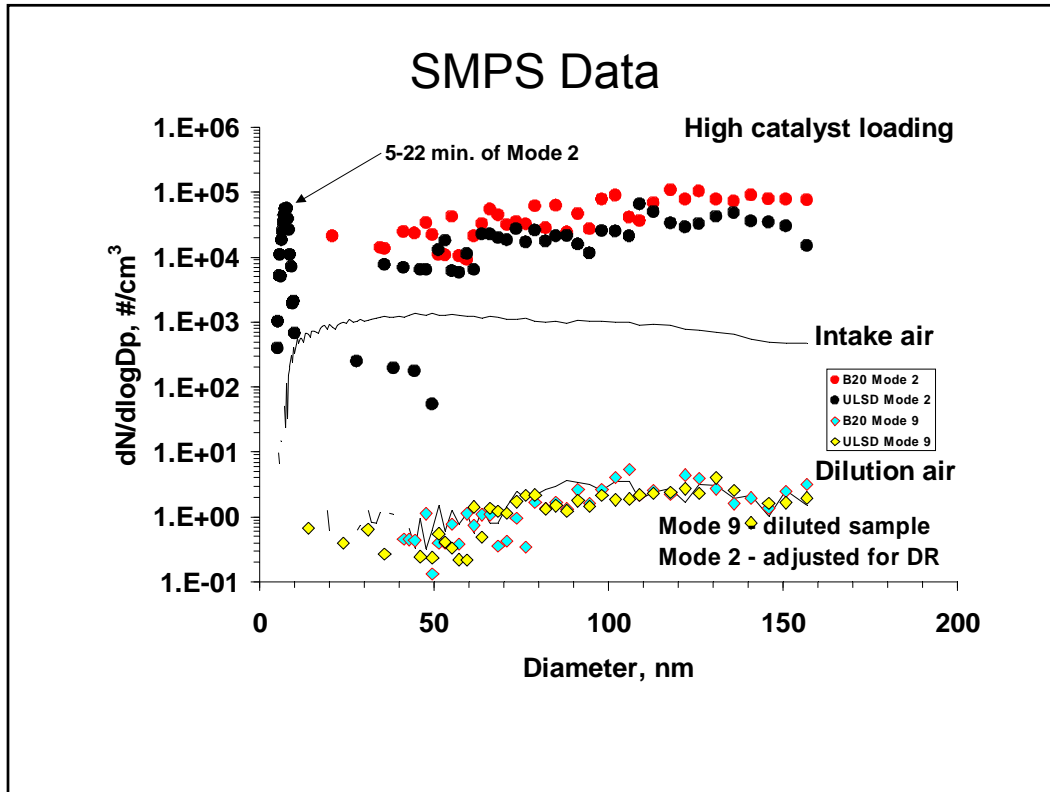 SMPS Data
High catalyst loading
5-22 min. of Mode 2
1.E+06
1.E+05
1.E+04
1.E+03
1.E+02
1.E+01
1.E+00
1.E-01
dN/dlogDp, #/cm³
Intake air
B20 Mode 2
ULSD Mode 2
B20 Mode 9
ULSD Mode 9
Dilution air
Mode 9 - diluted sample
Mode 2 - adjusted for DR
0 50 100 150 200
Diameter, nm